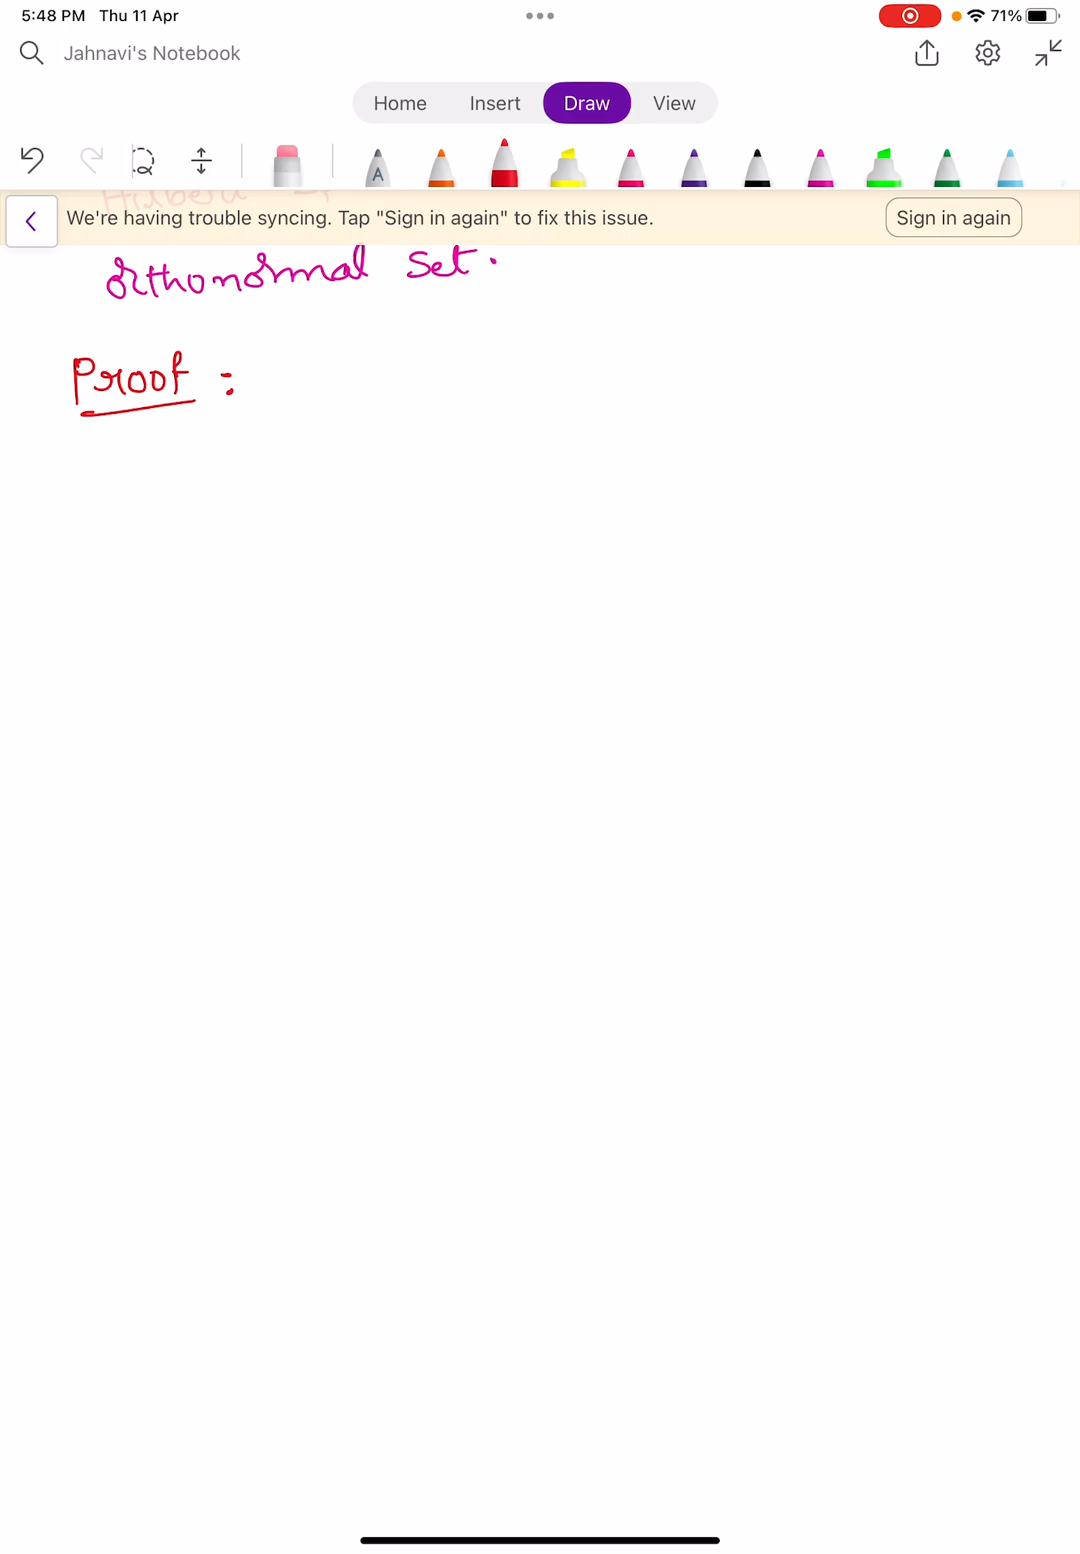 5:48 PM Thu 11 Apr
71%
Jahnavi's Notebook
Home Insert Draw View
A
We're having trouble syncing. Tap "Sign in again" to fix this issue. Sign in again
orthonormal set.
Proof :